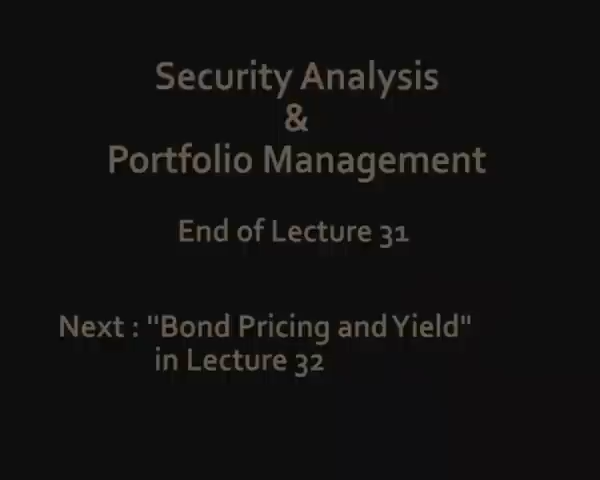 Security Analysis
&
Portfolio Management
End of Lecture 31
Next : "Bond Pricing and Yield"
in Lecture 32